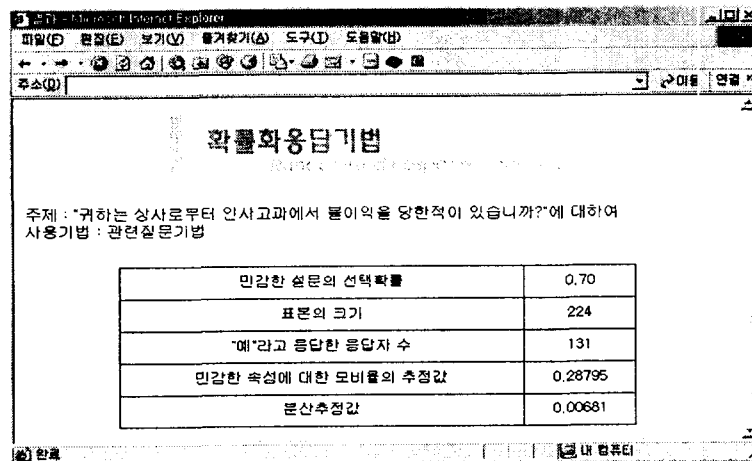 Microsoft Internet Explorer
파일(F) 편집(E) 보기(V) 즐겨찾기(A) 도구(T) 도움말(H)
주소(D) 이동 연결
확률화응답기법
주제 : "귀하는 상사로부터 인사고과에서 불이익을 당한적이 있습니까?"에 대하여
사용기법 : 관련질문기법
민감한 설문의 선택확률 0.70
표본의 크기 224
"예"라고 응답한 응답자 수 131
민감한 속성에 대한 모비율의 추정값 0.28795
분산추정값 0.00681
완료 내 컴퓨터